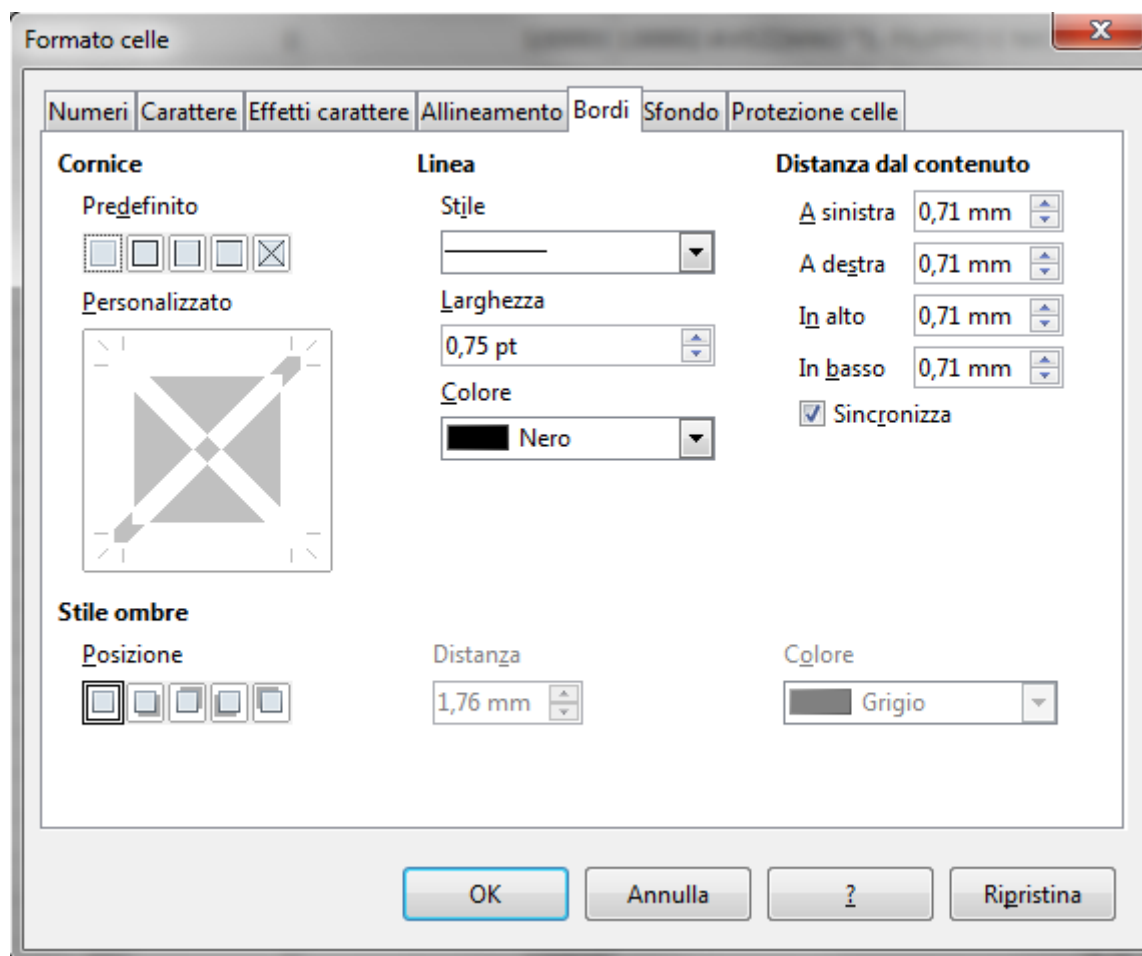 Formato celle
Numeri Carattere Effetti carattere Allineamento Bordi Sfondo Protezione celle
Cornice
Predefinito
Personalizzato
Linea
Stile
Larghezza
0,75 pt
Colore
Nero
Distanza dal contenuto
A sinistra 0,71 mm
A destra 0,71 mm
In alto 0,71 mm
In basso 0,71 mm
Sincronizza
Stile ombre
Posizione
Distanza
1,76 mm
Colore
Grigio
OK Annulla ? Ripristina